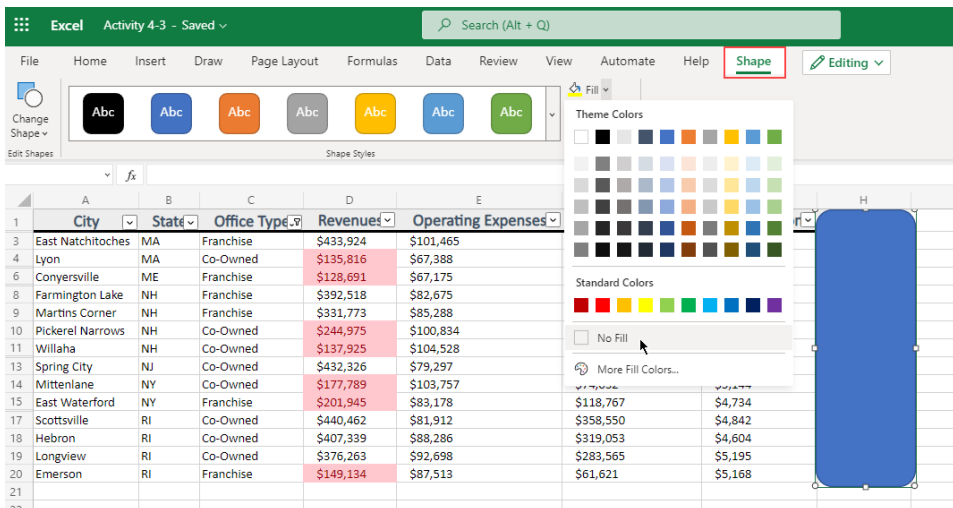 Excel Activity 4-3 - Saved Search (Alt + Q)
File Home Insert Draw Page Layout Formulas Data Review View Automate Help Shape Editing
Fill
Change Shape
Abc Abc Abc Abc Abc Abc Abc
Edit Shapes Shape Styles
Theme Colors
Standard Colors
No Fill
More Fill Colors...
fx
A B C D E H
1 City State Office Type Revenues Operating Expenses
3 East Natchitoches MA Franchise $433,924 $101,465
4 Lyon MA Co-Owned $135,816 $67,388
6 Conyersville ME Franchise $128,691 $67,175
8 Farmington Lake NH Franchise $392,518 $82,675
9 Martins Corner NH Franchise $331,773 $85,288
10 Pickerel Narrows NH Co-Owned $244,975 $100,834
11 Willaha NH Co-Owned $137,925 $104,528
13 Spring City NJ Co-Owned $432,326 $79,297
14 Mittenlane NY Co-Owned $177,789 $103,757
15 East Waterford NY Franchise $201,945 $83,178 $118,767 $4,734
17 Scottsville RI Co-Owned $440,462 $81,912 $358,550 $4,842
18 Hebron RI Co-Owned $407,339 $88,286 $319,053 $4,604
19 Longview RI Co-Owned $376,263 $92,698 $283,565 $5,195
20 Emerson RI Franchise $149,134 $87,513 $61,621 $5,168
21